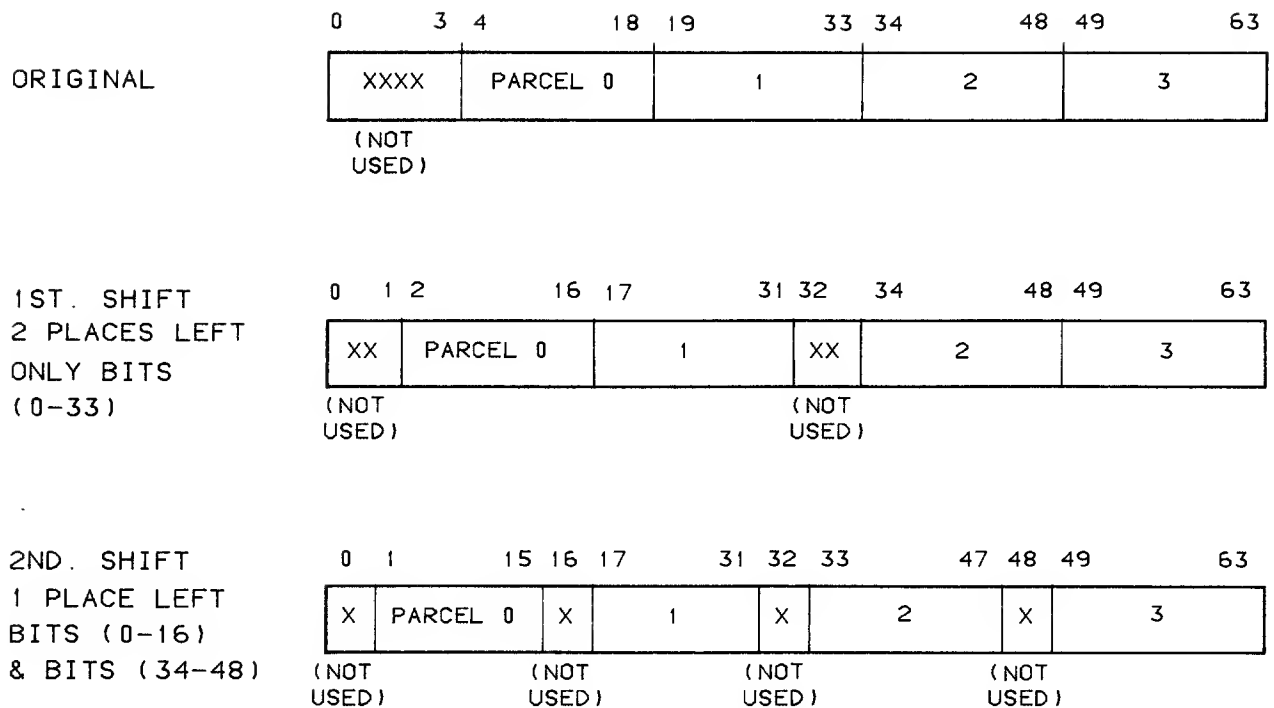 0 3 4 18 19 33 34 48 49 63
ORIGINAL XXXX PARCEL 0 1 2 3
(NOT
USED)
1ST. SHIFT 0 1 2 16 17 31 32 34 48 49 63
2 PLACES LEFT XX PARCEL 0 1 XX 2 3
ONLY BITS
(0-33) (NOT (NOT
USED) USED)
2ND. SHIFT 0 1 15 16 17 31 32 33 47 48 49 63
1 PLACE LEFT X PARCEL 0 X 1 X 2 X 3
BITS (0-16)
& BITS (34-48) (NOT (NOT (NOT (NOT
USED) USED) USED) USED)